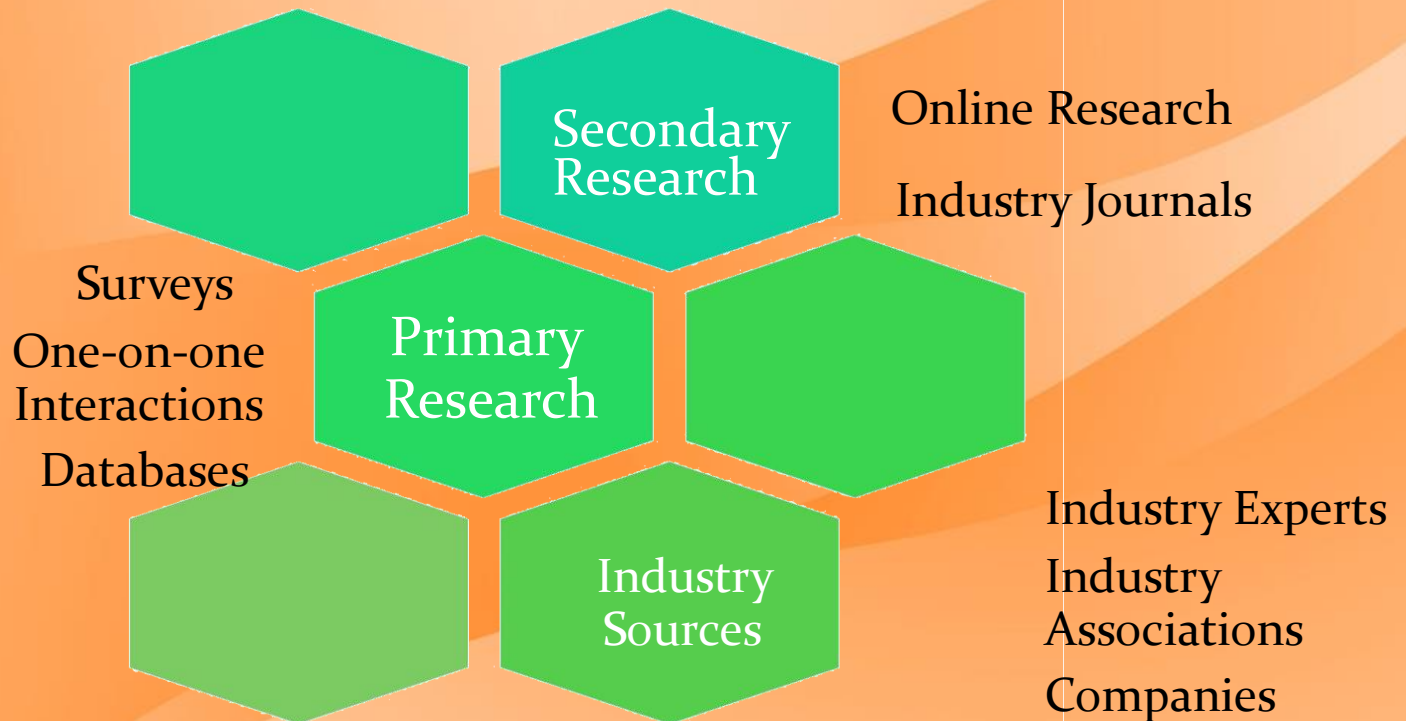 Secondary
Research
Online Research
Industry Journals
Surveys
One-on-one
Interactions
Databases
Primary
Research
Industry
Sources
Industry Experts
Industry
Associations
Companies